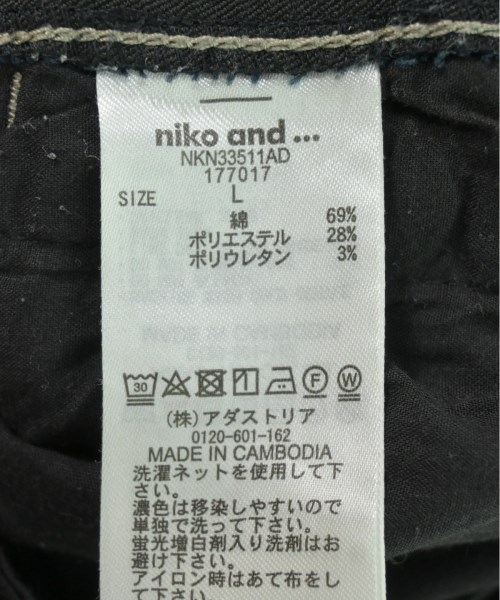 niko and ...
NKN33511AD
177017
SIZE L
綿 69%
ポリエステル 28%
ポリウレタン 3%
30 F W
(株)アダストリア
0120-601-162
MADE IN CAMBODIA
洗濯ネットを使用して下
さい。
濃色は移染しやすいので
単独で洗って下さい。
蛍光増白剤入り洗剤はお
避け下さい。
アイロン時はあて布をし